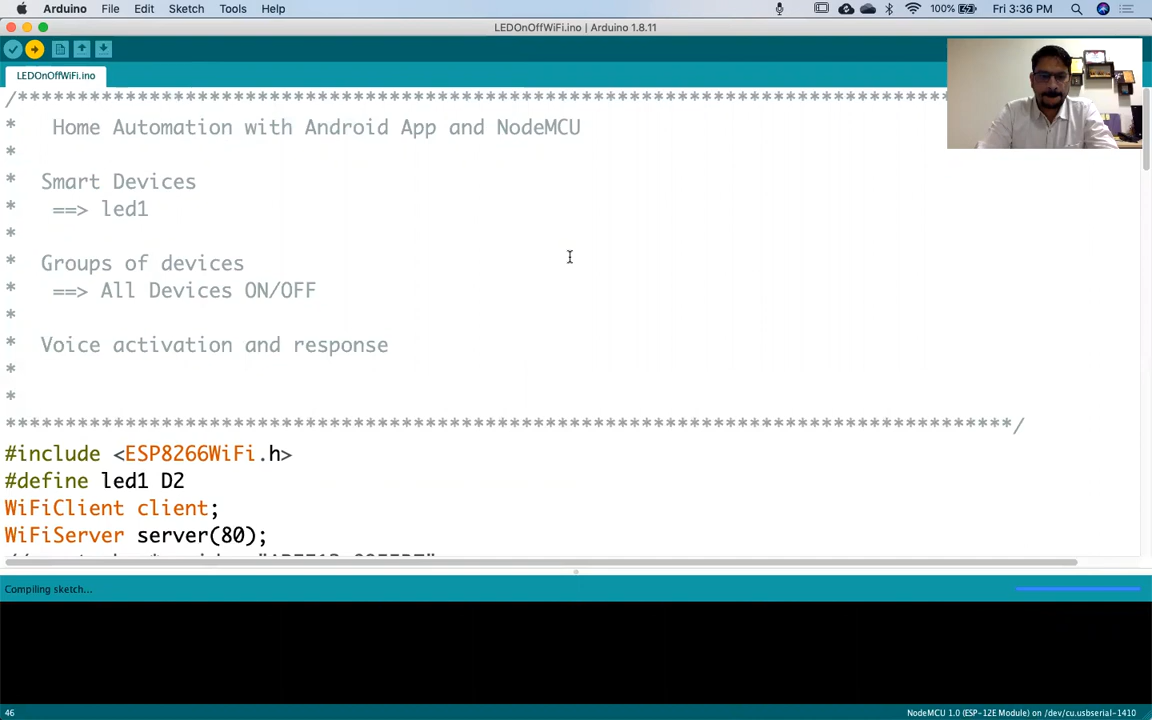 Arduino File Edit Sketch Tools Help 100% Fri 3:36 PM
LEDOnOffWiFi.ino | Arduino 1.8.11
LEDOnOffWiFi.ino
/***********************************************************************************
* Home Automation with Android App and NodeMCU
*
* Smart Devices
* ==> led1
*
* Groups of devices
* ==> All Devices ON/OFF
*
* Voice activation and response
*
*
************************************************************************************/
#include <ESP8266WiFi.h>
#define led1 D2
WiFiClient client;
WiFiServer server(80);
Compiling sketch...
46 NodeMCU 1.0 (ESP-12E Module) on /dev/cu.usbserial-1410